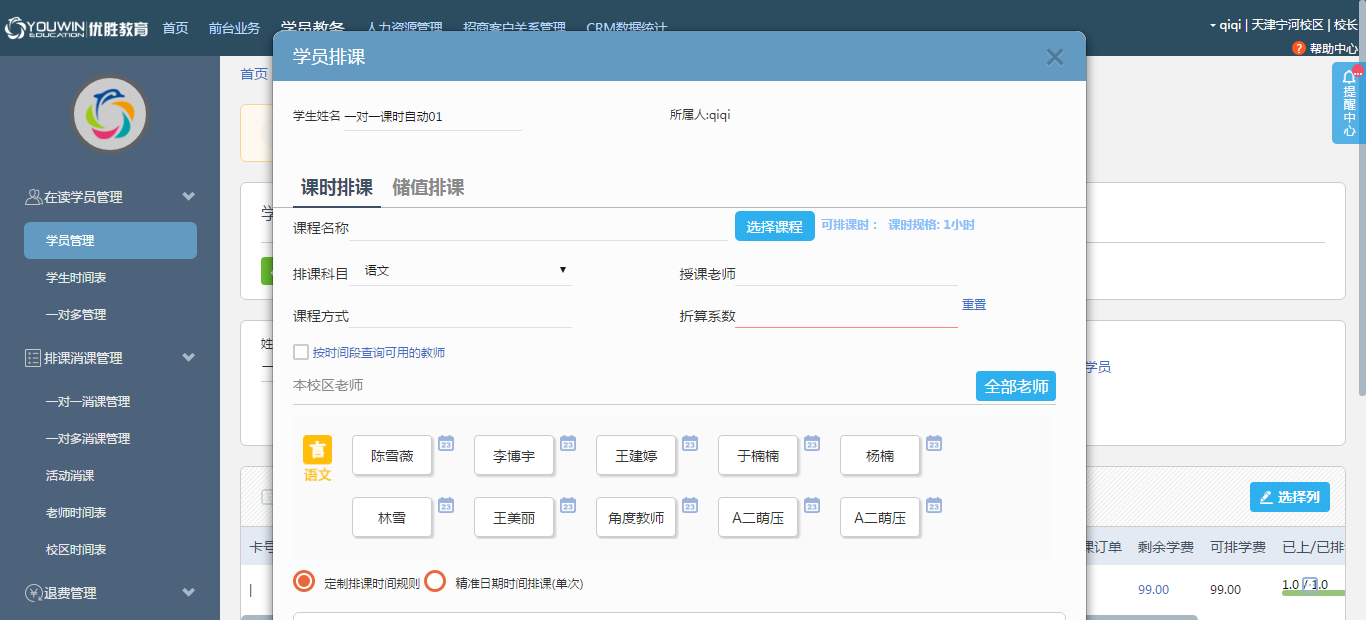 YOUWIN EDUCATION 优胜教育 首页 前台业务 学员教务 人力资源管理 招商客户关系管理 CRM数据统计 qiqi | 天津宁河校区 | 校长
? 帮助中心
提醒中心
首页
在读学员管理
学员管理
学生时间表
一对多管理
排课消课管理
一对一消课管理
一对多消课管理
活动消课
老师时间表
校区时间表
退费管理
学员排课
学生姓名 一对一课时自动01 所属人:qiqi
课时排课 储值排课
课程名称 选择课程 可排课时： 课时规格: 1小时
排课科目 语文 授课老师
课程方式 折算系数 重置
按时间段查询可用的教师
本校区老师 全部老师
语文
陈雪薇 23 李博宇 23 王建婷 23 于楠楠 23 杨楠 23
林雪 23 王美丽 23 角度教师 23 A二萌压 23 A二萌压 23
定制排课时间规则 精准日期时间排课(单次)
学
姓
学员
选择列
卡号 课订单 剩余学费 可排学费 已上/已排
99.00 99.00 1.0 / 1.0